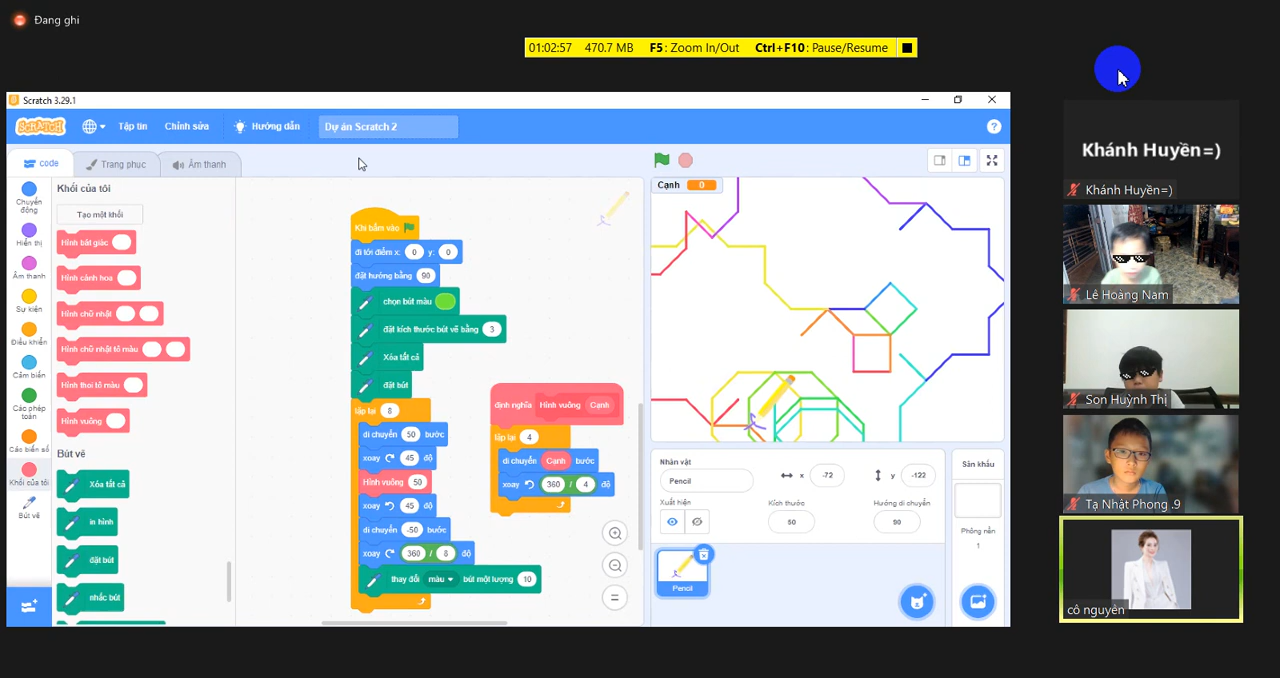 Đang ghi
01:02:57 470.7 MB F5: Zoom In/Out Ctrl+F10: Pause/Resume
Scratch 3.29.1
SCRATCH Tập tin Chỉnh sửa Hướng dẫn Dự án Scratch 2
code Trang phục Âm thanh
Chuyển động
Hiển thị
Âm thanh
Sự kiện
Điều khiển
Cảm biến
Các phép toán
Các biến số
Khối của tôi
Bút vẽ
Khối của tôi
Tạo một khối
Hình bát giác
Hình cánh hoa
Hình chữ nhật
Hình chữ nhật tô màu
Hình thoi tô màu
Hình vuông
Bút vẽ
Xóa tất cả
in hình
đặt bút
nhấc bút
Khi bấm vào
đi tới điểm x: 0 y: 0
đặt hướng bằng 90
chọn bút màu
đặt kích thước bút vẽ bằng 3
Xóa tất cả
đặt bút
lặp lại 8
di chuyển 50 bước
xoay 45 độ
Hình vuông 50
xoay 45 độ
di chuyển -50 bước
xoay 360 / 8 độ
thay đổi màu bút một lượng 10
định nghĩa Hình vuông Cạnh
lặp lại 4
di chuyển Cạnh bước
xoay 360 / 4 độ
Cạnh 0
Nhân vật
Pencil
x -72 y -122
Xuất hiện Kích thước Hướng di chuyển
50 90
Pencil
Sân khấu
Phông nền
1
Khánh Huyền=)
Khánh Huyền=)
Lê Hoàng Nam
Son Huỳnh Thị
Tạ Nhật Phong .9
cô nguyên